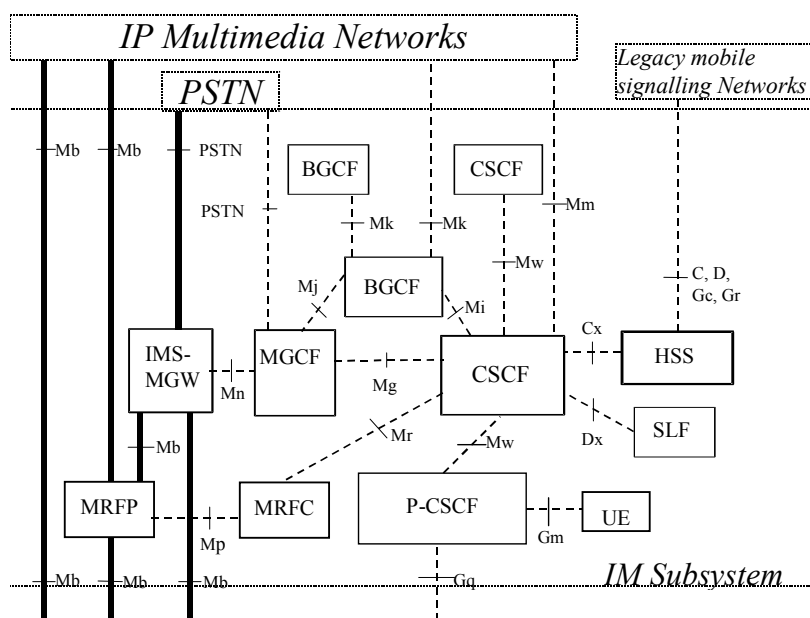 IP Multimedia Networks
Legacy mobile
signalling Networks
PSTN
Mb
Mb
PSTN
BGCF
CSCF
PSTN
Mk
Mk
Mm
Mw
C, D,
Gc, Gr
Mj
BGCF
Mi
Cx
IMS-
MGW
MGCF
CSCF
HSS
Mn
Mg
Mr
Dx
SLF
Mb
Mw
MRFP
MRFC
P-CSCF
UE
Mp
Gm
Mb
Mb
Mb
Gq
IM Subsystem